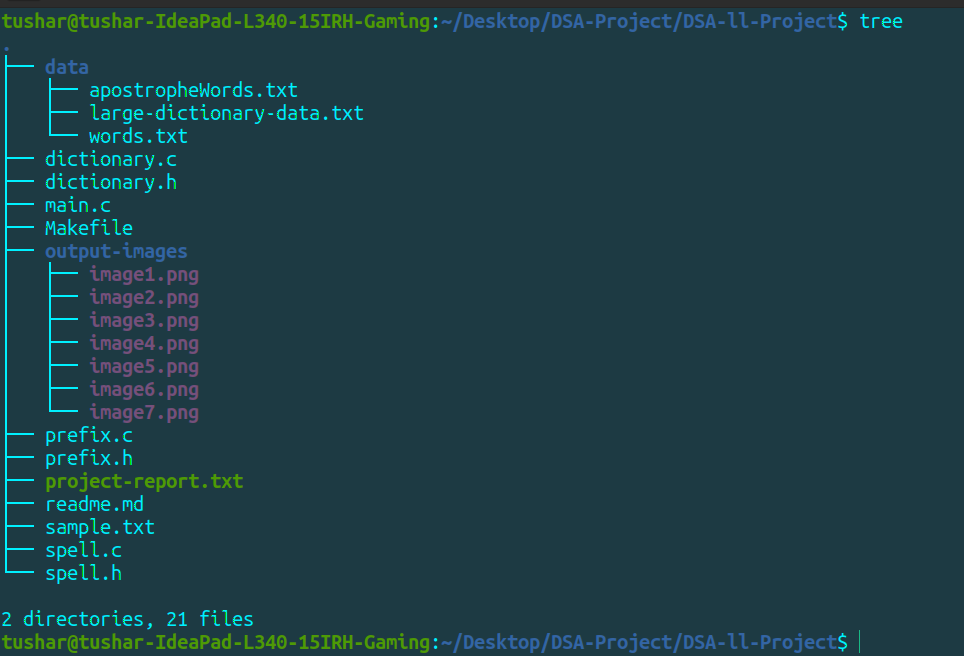 tushar@tushar-IdeaPad-L340-15IRH-Gaming:~/Desktop/DSA-Project/DSA-ll-Project$ tree
.
├── data
│   ├── apostropheWords.txt
│   ├── large-dictionary-data.txt
│   └── words.txt
├── dictionary.c
├── dictionary.h
├── main.c
├── Makefile
├── output-images
│   ├── image1.png
│   ├── image2.png
│   ├── image3.png
│   ├── image4.png
│   ├── image5.png
│   ├── image6.png
│   └── image7.png
├── prefix.c
├── prefix.h
├── project-report.txt
├── readme.md
├── sample.txt
├── spell.c
└── spell.h

2 directories, 21 files
tushar@tushar-IdeaPad-L340-15IRH-Gaming:~/Desktop/DSA-Project/DSA-ll-Project$